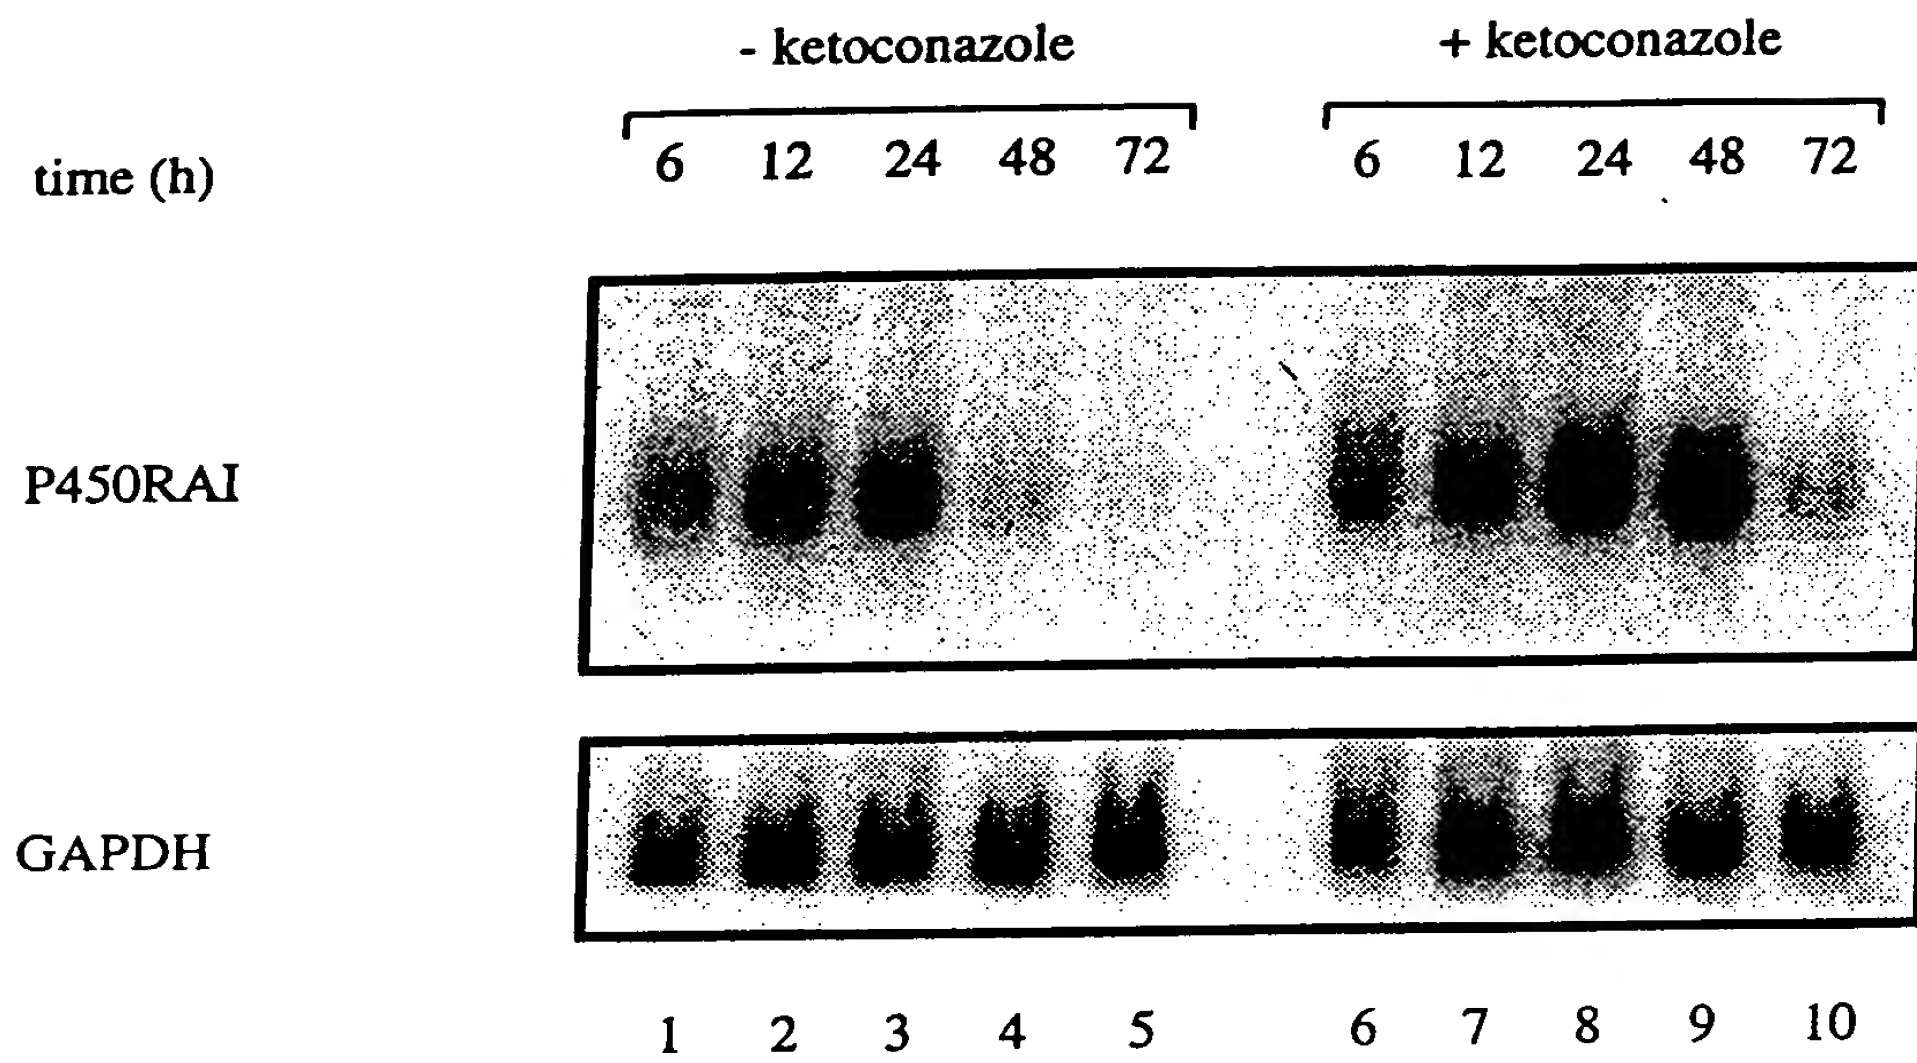 - ketoconazole + ketoconazole
time (h) 6 12 24 48 72 6 12 24 48 72
P450RAI
GAPDH
1 2 3 4 5 6 7 8 9 10